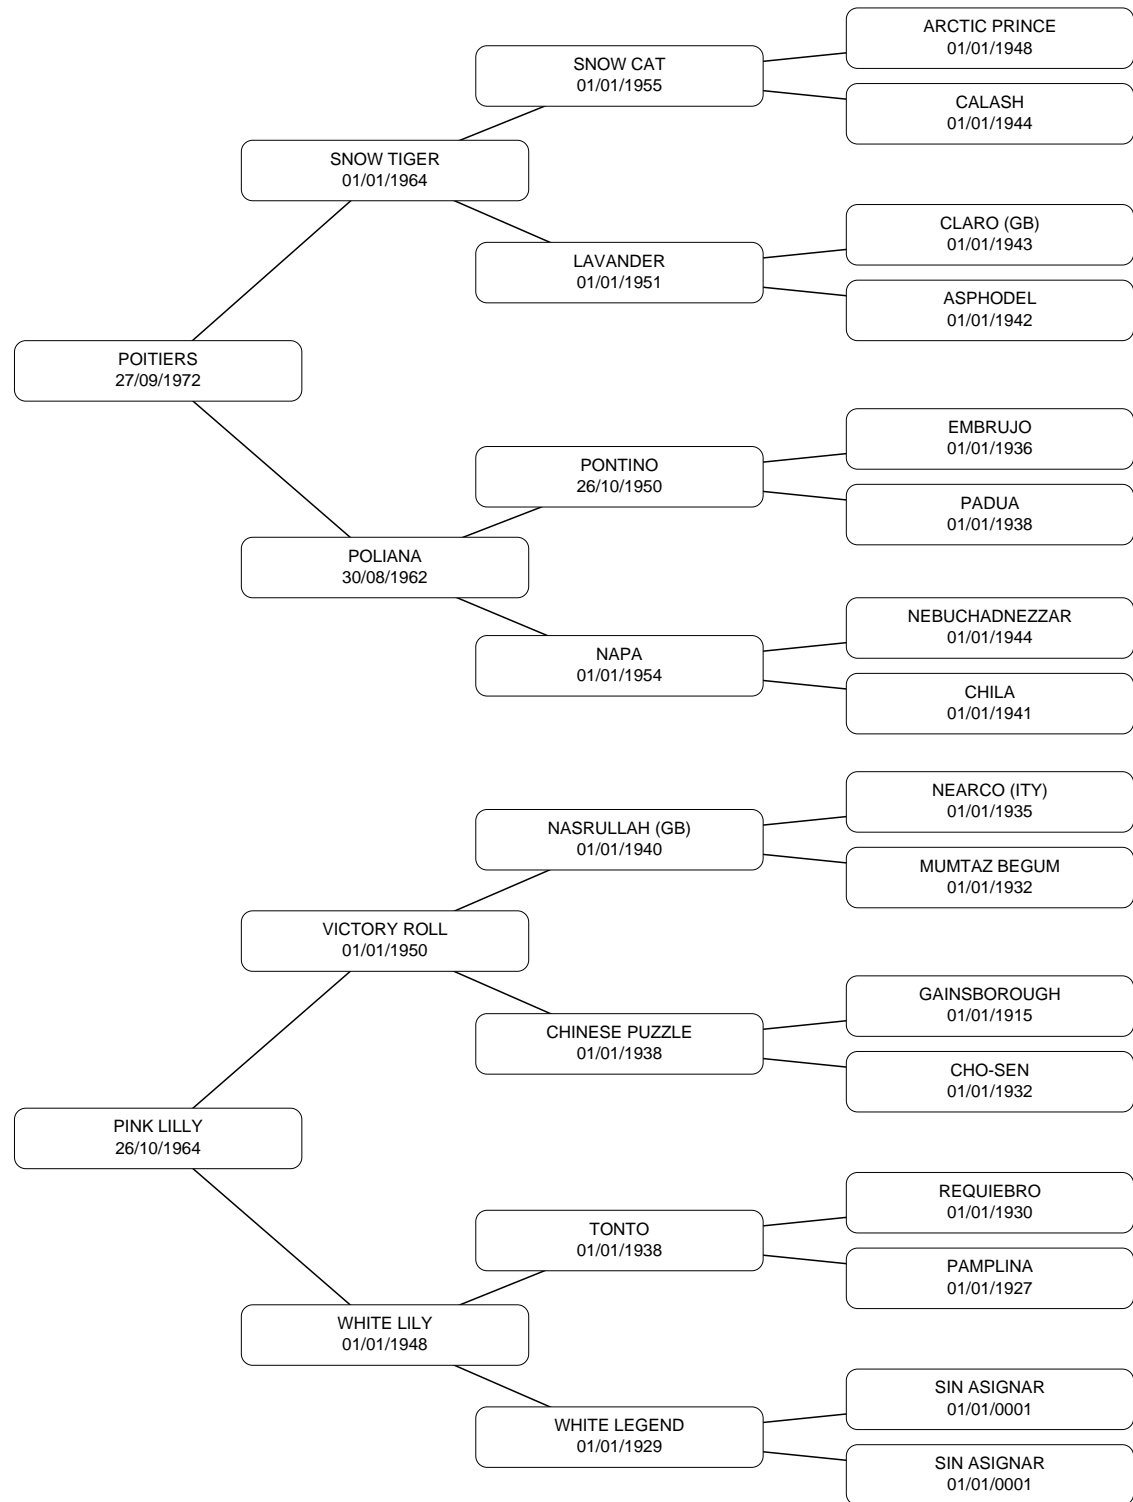 ARCTIC PRINCE
01/01/1948
SNOW CAT
01/01/1955
CALASH
01/01/1944
SNOW TIGER
01/01/1964
CLARO (GB)
01/01/1943
LAVANDER
01/01/1951
ASPHODEL
01/01/1942
POITIERS
27/09/1972
EMBRUJO
01/01/1936
PONTINO
26/10/1950
PADUA
01/01/1938
POLIANA
30/08/1962
NEBUCHADNEZZAR
01/01/1944
NAPA
01/01/1954
CHILA
01/01/1941
NEARCO (ITY)
01/01/1935
NASRULLAH (GB)
01/01/1940
MUMTAZ BEGUM
01/01/1932
VICTORY ROLL
01/01/1950
GAINSBOROUGH
01/01/1915
CHINESE PUZZLE
01/01/1938
CHO-SEN
01/01/1932
PINK LILLY
26/10/1964
REQUIEBRO
01/01/1930
TONTO
01/01/1938
PAMPLINA
01/01/1927
WHITE LILY
01/01/1948
SIN ASIGNAR
01/01/0001
WHITE LEGEND
01/01/1929
SIN ASIGNAR
01/01/0001